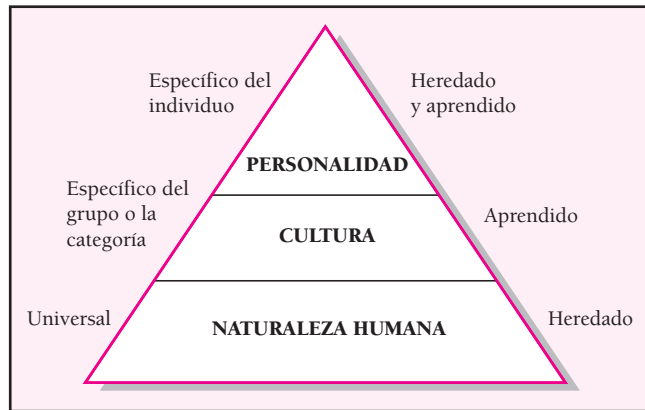 Específico del
individuo
Heredado
y aprendido
PERSONALIDAD
Específico del
grupo o la
categoría
Aprendido
CULTURA
Universal
NATURALEZA HUMANA
Heredado